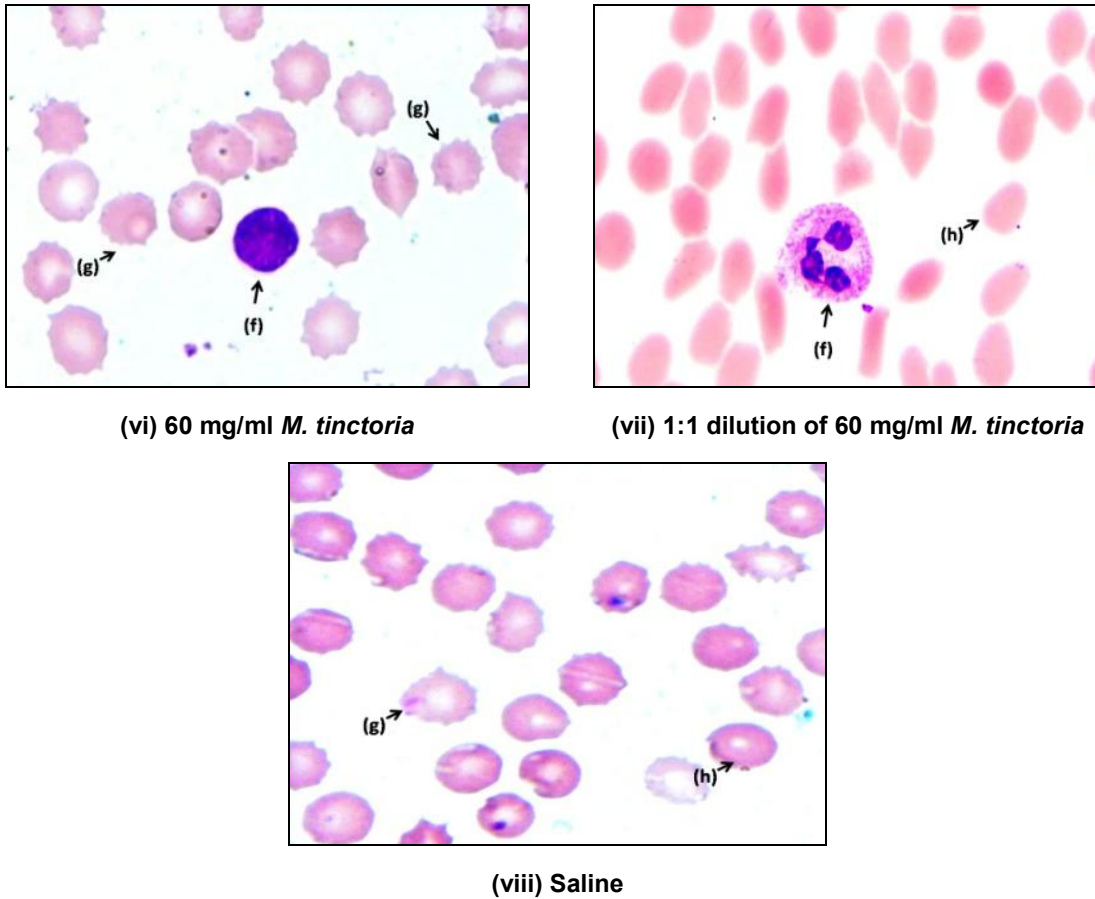 (g)
(g)
(f)
(h)
(f)
(vi) 60 mg/ml M. tinctoria
(vii) 1:1 dilution of 60 mg/ml M. tinctoria
(g)
(h)
(viii) Saline